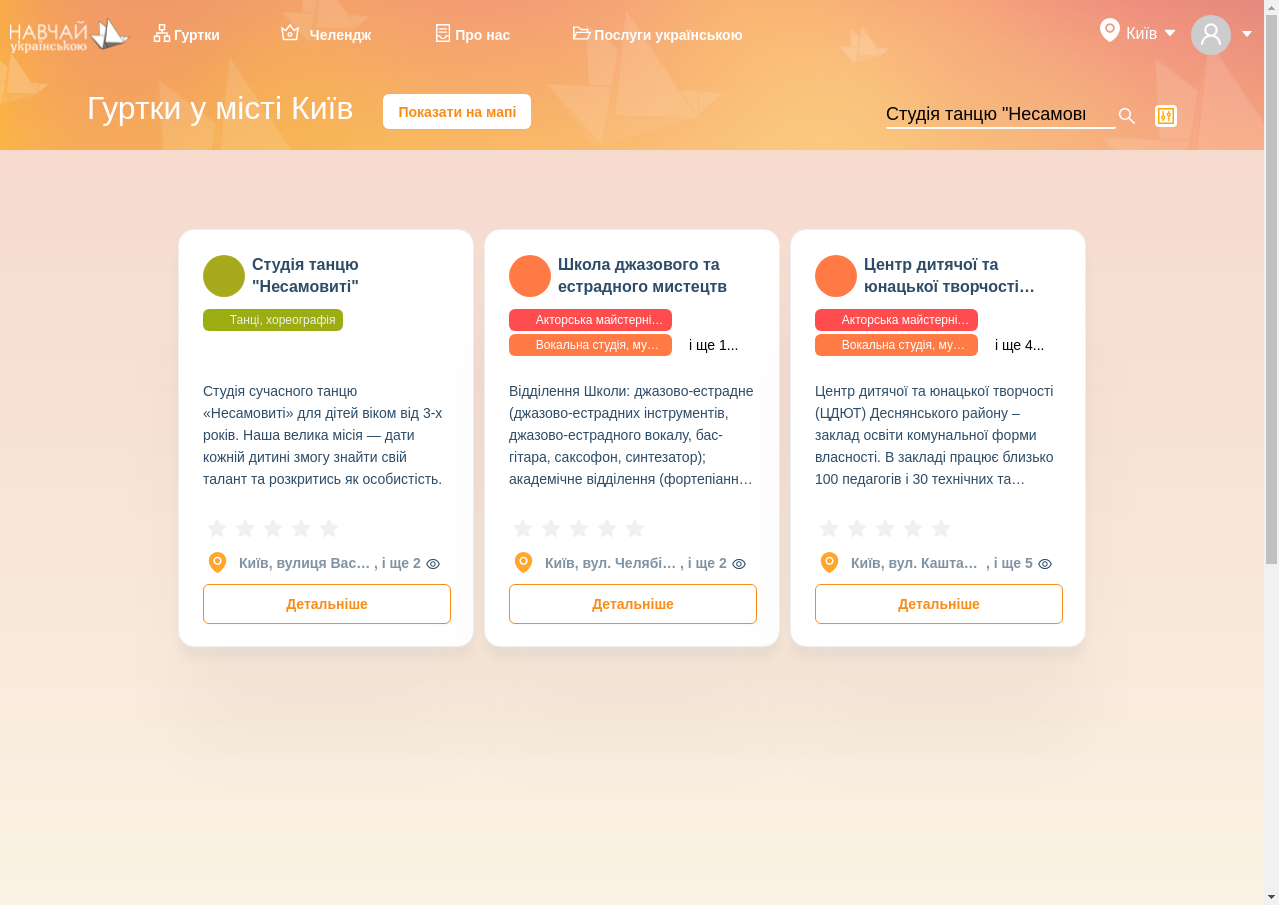 НАВЧАЙ
українською
Гуртки
Челендж
Про нас
Послуги українською
Київ
Гуртки у місті Київ
Показати на мапі
Студія танцю "Несамови
Студія танцю
"Несамовиті"
Танці, хореографія
Студія сучасного танцю
«Несамовиті» для дітей віком від 3-х
років. Наша велика місія — дати
кожній дитині змогу знайти свій
талант та розкритись як особистість.
Київ, вулиця Вас… , і ще 2
Детальніше
Школа джазового та
естрадного мистецтв
Акторська майстерні…
Вокальна студія, му…
і ще 1...
Відділення Школи: джазово-естрадне
(джазово-естрадних інструментів,
джазово-естрадного вокалу, бас-
гітара, саксофон, синтезатор);
академічне відділення (фортепіанн…
Київ, вул. Челябі… , і ще 2
Детальніше
Центр дитячої та
юнацької творчості…
Акторська майстерні…
Вокальна студія, му…
і ще 4...
Центр дитячої та юнацької творчості
(ЦДЮТ) Деснянського району –
заклад освіти комунальної форми
власності. В закладі працює близько
100 педагогів і 30 технічних та…
Київ, вул. Кашта… , і ще 5
Детальніше